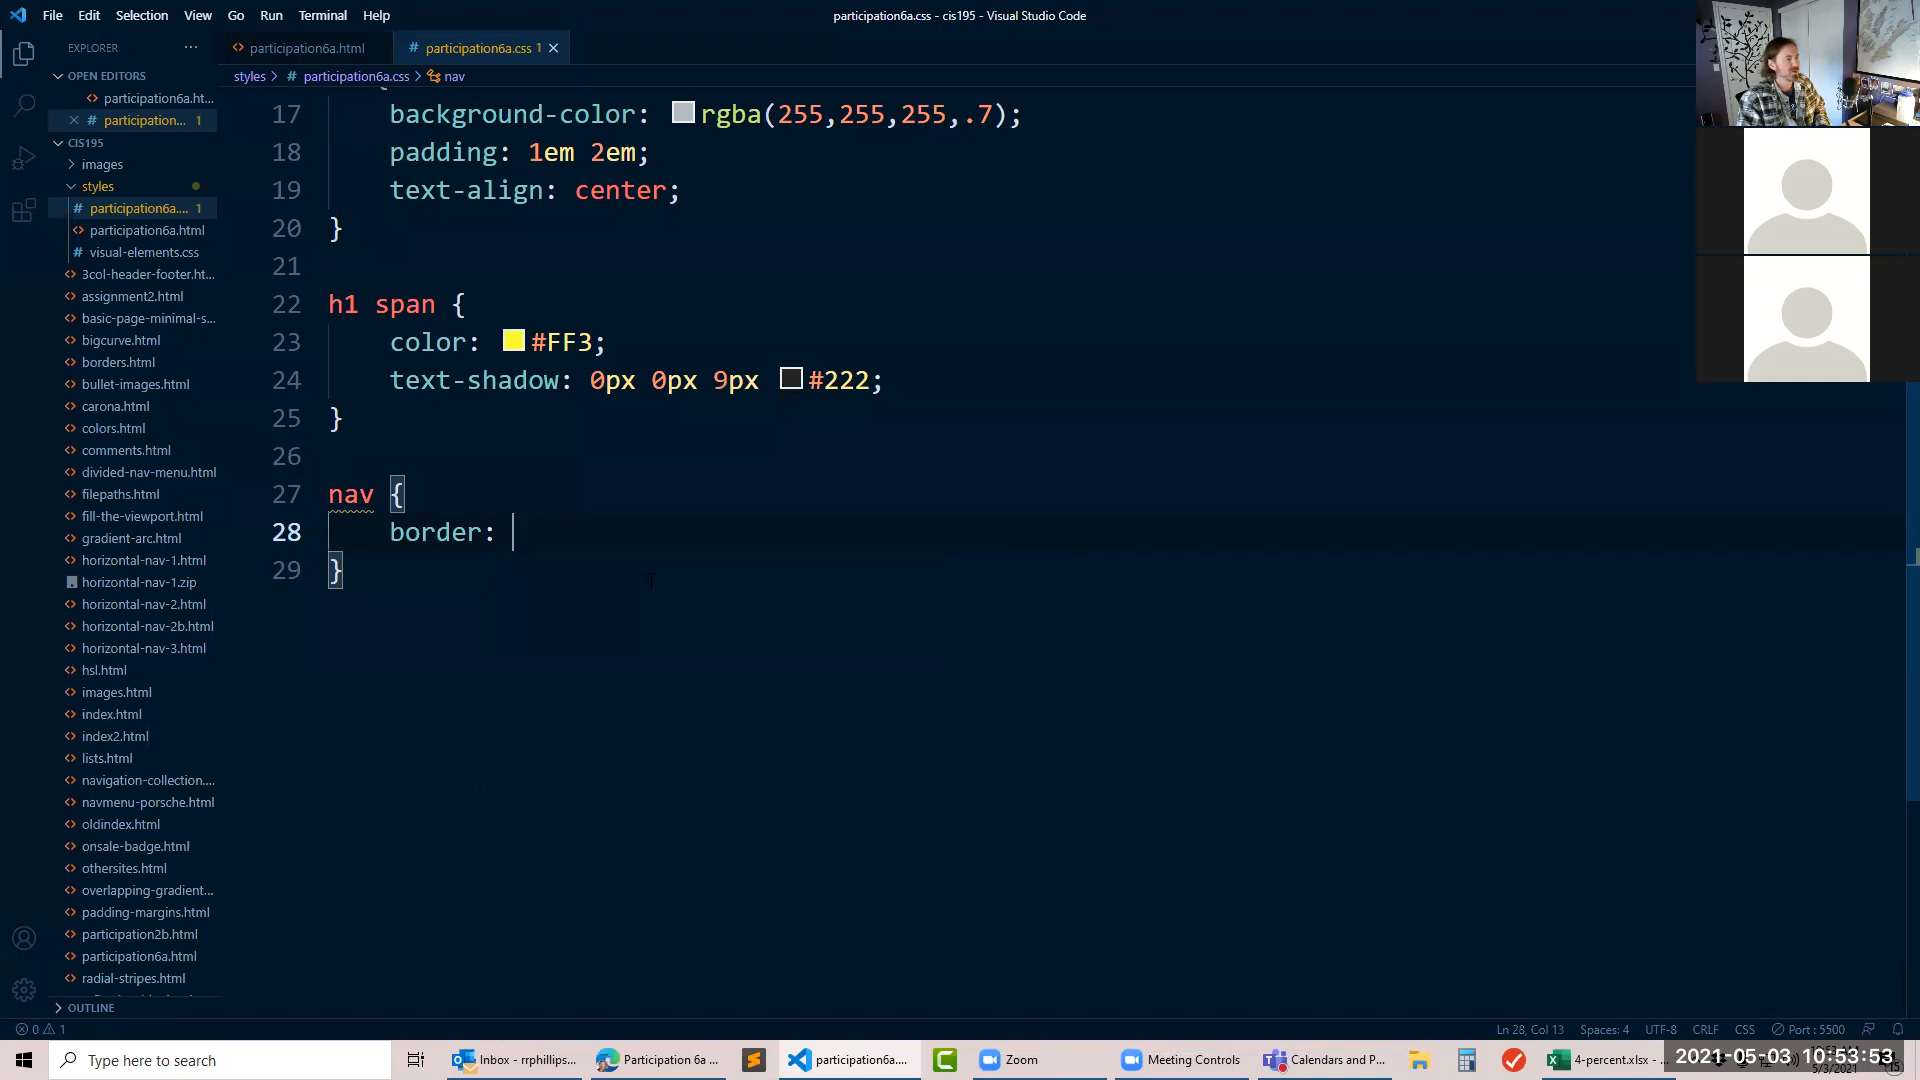 File Edit Selection View Go Run Terminal Help
participation6a.css - cis195 - Visual Studio Code
EXPLORER ···
participation6a.html
# participation6a.css 1
styles > # participation6a.css > nav
OPEN EDITORS
participation6a.ht...
# participation... 1
CIS195
images
styles
# participation6a.... 1
participation6a.html
# visual-elements.css
3col-header-footer.ht...
assignment2.html
basic-page-minimal-s...
bigcurve.html
borders.html
bullet-images.html
carona.html
colors.html
comments.html
divided-nav-menu.html
filepaths.html
fill-the-viewport.html
gradient-arc.html
horizontal-nav-1.html
horizontal-nav-1.zip
horizontal-nav-2.html
horizontal-nav-2b.html
horizontal-nav-3.html
hsl.html
images.html
index.html
index2.html
lists.html
navigation-collection....
navmenu-porsche.html
oldindex.html
onsale-badge.html
othersites.html
overlapping-gradient...
padding-margins.html
participation2b.html
participation6a.html
radial-stripes.html
OUTLINE
17 background-color: rgba(255,255,255,.7);
18 padding: 1em 2em;
19 text-align: center;
20 }
21
22 h1 span {
23 color: #FF3;
24 text-shadow: 0px 0px 9px #222;
25 }
26
27 nav {
28 border:
29 }
0 1
Ln 28, Col 13 Spaces: 4 UTF-8 CRLF CSS Port : 5500
Type here to search
Inbox - rrphillips...
Participation 6a ...
participation6a....
Zoom
Meeting Controls
Calendars and P...
4-percent.xlsx - ...
2021-05-03 10:53:53
5/3/2021
15